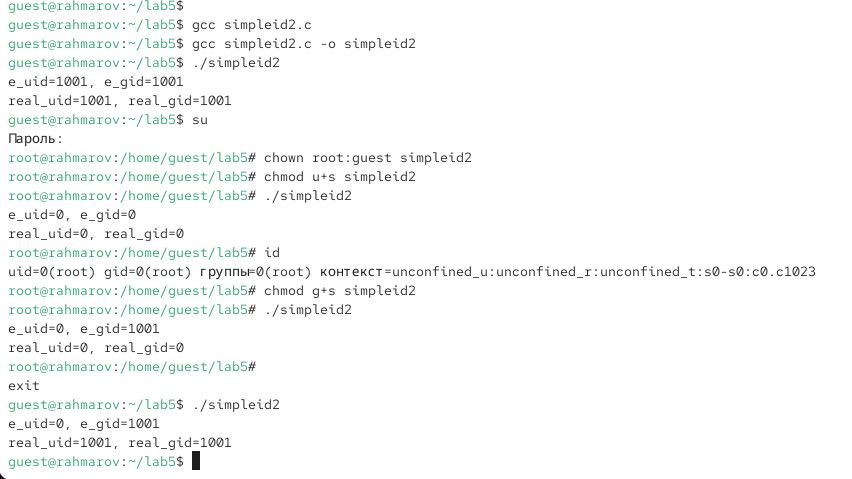 guest@rahmarov:~/lab5$
guest@rahmarov:~/lab5$ gcc simpleid2.c
guest@rahmarov:~/lab5$ gcc simpleid2.c -o simpleid2
guest@rahmarov:~/lab5$ ./simpleid2
e_uid=1001, e_gid=1001
real_uid=1001, real_gid=1001
guest@rahmarov:~/lab5$ su
Пароль:
root@rahmarov:/home/guest/lab5# chown root:guest simpleid2
root@rahmarov:/home/guest/lab5# chmod u+s simpleid2
root@rahmarov:/home/guest/lab5# ./simpleid2
e_uid=0, e_gid=0
real_uid=0, real_gid=0
root@rahmarov:/home/guest/lab5# id
uid=0(root) gid=0(root) группы=0(root) контекст=unconfined_u:unconfined_r:unconfined_t:s0-s0:c0.c1023
root@rahmarov:/home/guest/lab5# chmod g+s simpleid2
root@rahmarov:/home/guest/lab5# ./simpleid2
e_uid=0, e_gid=1001
real_uid=0, real_gid=0
root@rahmarov:/home/guest/lab5#
exit
guest@rahmarov:~/lab5$ ./simpleid2
e_uid=0, e_gid=1001
real_uid=1001, real_gid=1001
guest@rahmarov:~/lab5$